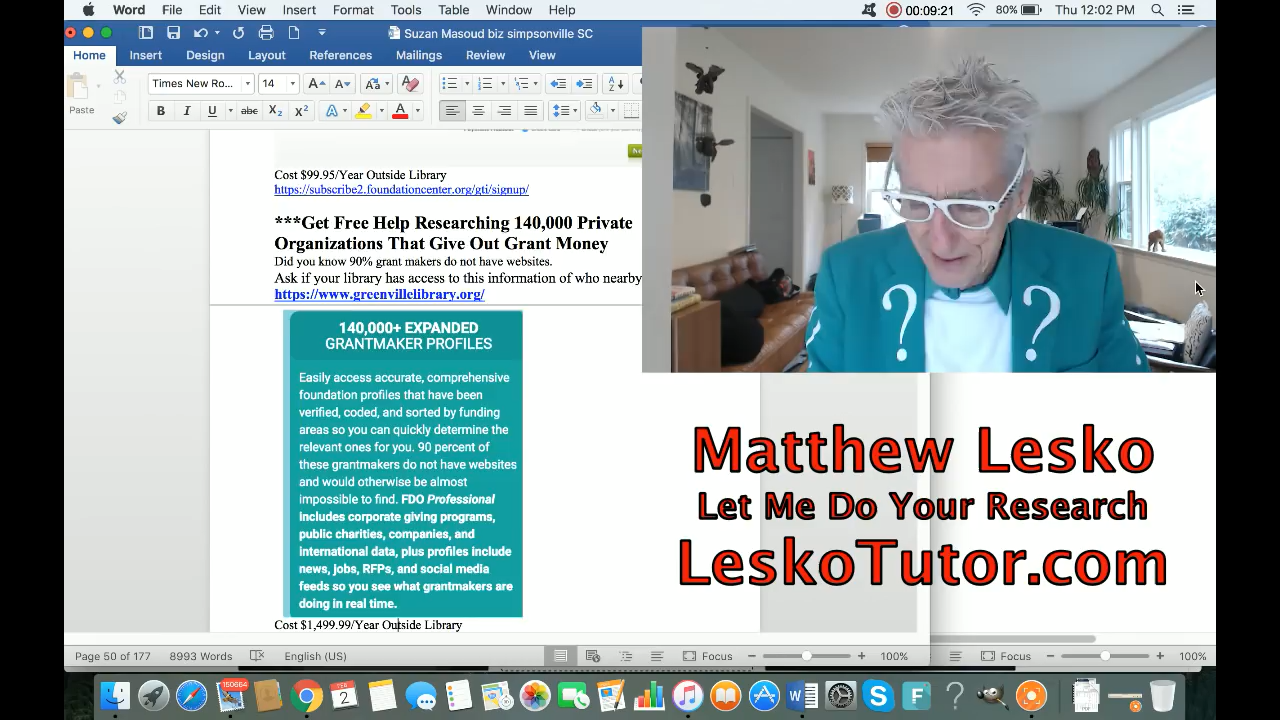 Word File Edit View Insert Format Tools Table Window Help 00:09:21 80% Thu 12:02 PM
Suzan Masoud biz simpsonville SC
Home Insert Design Layout References Mailings Review View
Paste Times New Ro... 14
Cost $99.95/Year Outside Library
https://subscribe2.foundationcenter.org/gti/signup/
***Get Free Help Researching 140,000 Private
Organizations That Give Out Grant Money
Did you know 90% grant makers do not have websites.
Ask if your library has access to this information of who nearby
https://www.greenvillelibrary.org/
140,000+ EXPANDED
GRANTMAKER PROFILES
Easily access accurate, comprehensive
foundation profiles that have been
verified, coded, and sorted by funding
areas so you can quickly determine the
relevant ones for you. 90 percent of
these grantmakers do not have websites
and would otherwise be almost
impossible to find. FDO Professional
includes corporate giving programs,
public charities, companies, and
international data, plus profiles include
news, jobs, RFPs, and social media
feeds so you see what grantmakers are
doing in real time.
Cost $1,499.99/Year Outside Library
? ?
Matthew Lesko
Let Me Do Your Research
LeskoTutor.com
Page 50 of 177 8993 Words English (US) Focus 100% Focus 100%
150664
FEB
2